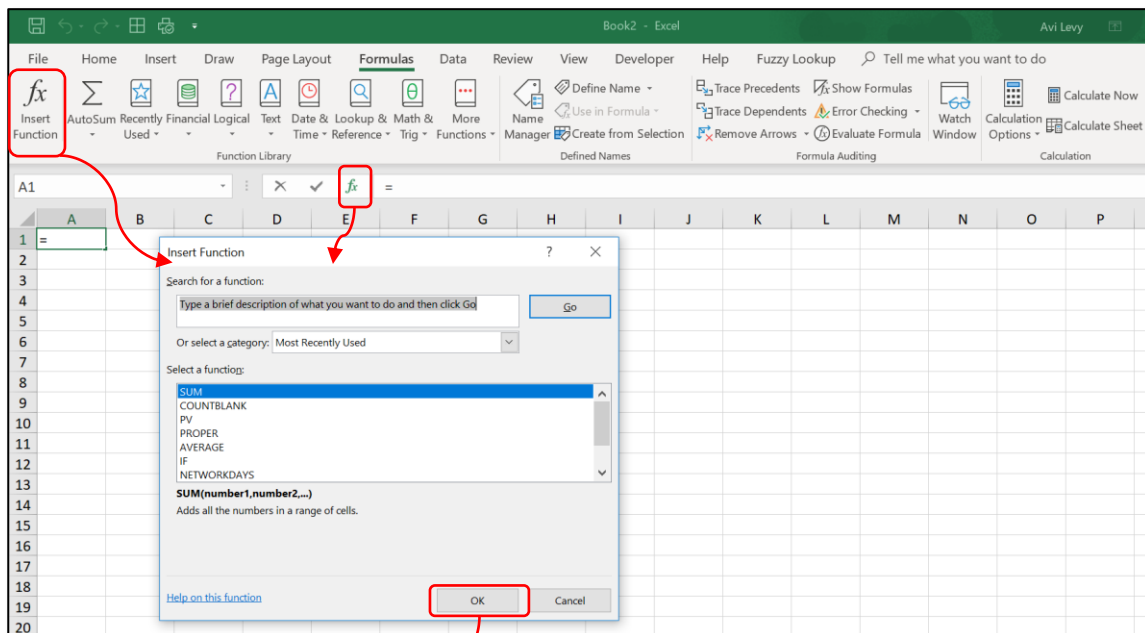 Book2 - Excel
Avi Levy
File Home Insert Draw Page Layout Formulas Data Review View Developer Help Fuzzy Lookup Tell me what you want to do
fx
Insert Function
AutoSum
Recently Used
Financial
Logical
Text
Date & Time
Lookup & Reference
Math & Trig
More Functions
Function Library
Name Manager
Define Name
Use in Formula
Create from Selection
Defined Names
Trace Precedents
Trace Dependents
Remove Arrows
Show Formulas
Error Checking
Evaluate Formula
Formula Auditing
Watch Window
Calculation Options
Calculate Now
Calculate Sheet
Calculation
A1 fx =
A B C D E F G H I J K L M N O P
1 =
2
3
4
5
6
7
8
9
10
11
12
13
14
15
16
17
18
19
20
Insert Function ?
Search for a function:
Type a brief description of what you want to do and then click Go
Go
Or select a category: Most Recently Used
Select a function:
SUM
COUNTBLANK
PV
PROPER
AVERAGE
IF
NETWORKDAYS
SUM(number1,number2,...)
Adds all the numbers in a range of cells.
Help on this function
OK
Cancel